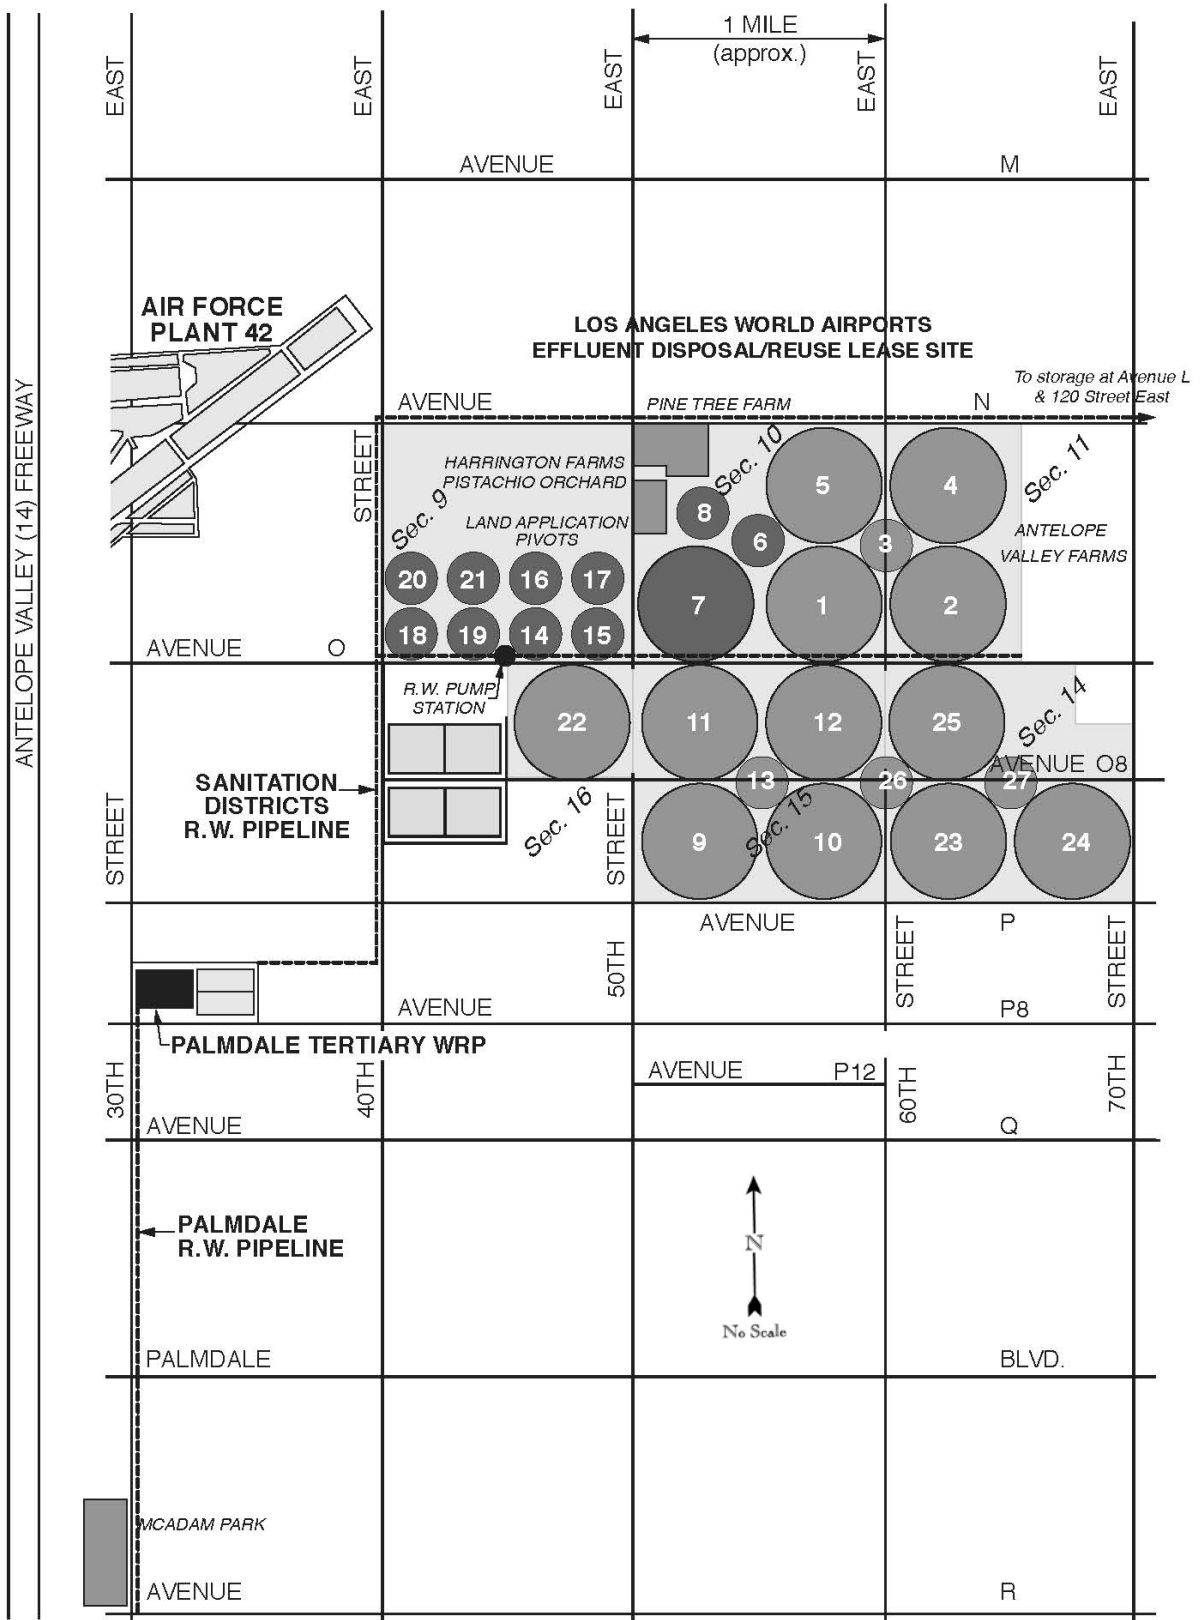 1 MILE
(approx.)
EAST
EAST
EAST
EAST
EAST
AVENUE M
AIR FORCE
PLANT 42
LOS ANGELES WORLD AIRPORTS
EFFLUENT DISPOSAL/REUSE LEASE SITE
To storage at Avenue L
& 120 Street East
ANTELOPE VALLEY (14) FREEWAY
AVENUE N
PINE TREE FARM
STREET
HARRINGTON FARMS
PISTACHIO ORCHARD
Sec. 9
Sec. 10
Sec. 11
LAND APPLICATION
PIVOTS
ANTELOPE
VALLEY FARMS
5
4
8
6
3
20
21
16
17
7
1
2
18
19
14
15
AVENUE O
R.W. PUMP
STATION
22
11
12
25
Sec. 14
AVENUE O8
13
26
27
SANITATION
DISTRICTS
R.W. PIPELINE
Sec. 16
Sec. 15
9
10
23
24
STREET
STREET
AVENUE P
50TH
STREET
STREET
AVENUE P8
PALMDALE TERTIARY WRP
30TH
40TH
AVENUE P12
60TH
70TH
AVENUE Q
PALMDALE
R.W. PIPELINE
N
No Scale
PALMDALE BLVD.
MCADAM PARK
AVENUE R